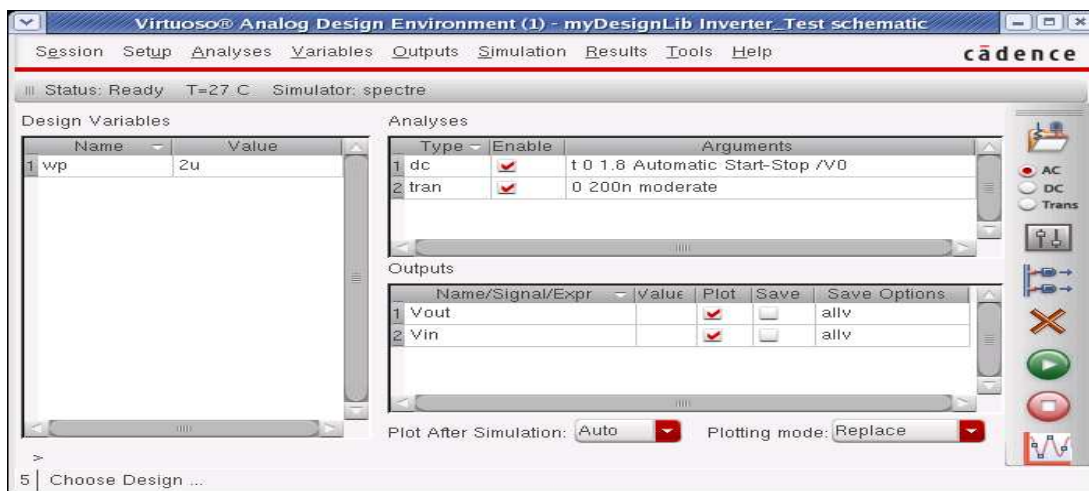 Virtuoso® Analog Design Environment (1) - myDesignLib Inverter_Test schematic
Session Setup Analyses Variables Outputs Simulation Results Tools Help cādence
Status: Ready T=27 C Simulator: spectre
Design Variables
Name Value
1 wp 2u
Analyses
Type Enable Arguments
1 dc t 0 1.8 Automatic Start-Stop /V0
2 tran 0 200n moderate
Outputs
Name/Signal/Expr Value Plot Save Save Options
1 Vout allv
2 Vin allv
Plot After Simulation: Auto Plotting mode: Replace
AC
DC
Trans
>
5 Choose Design ...